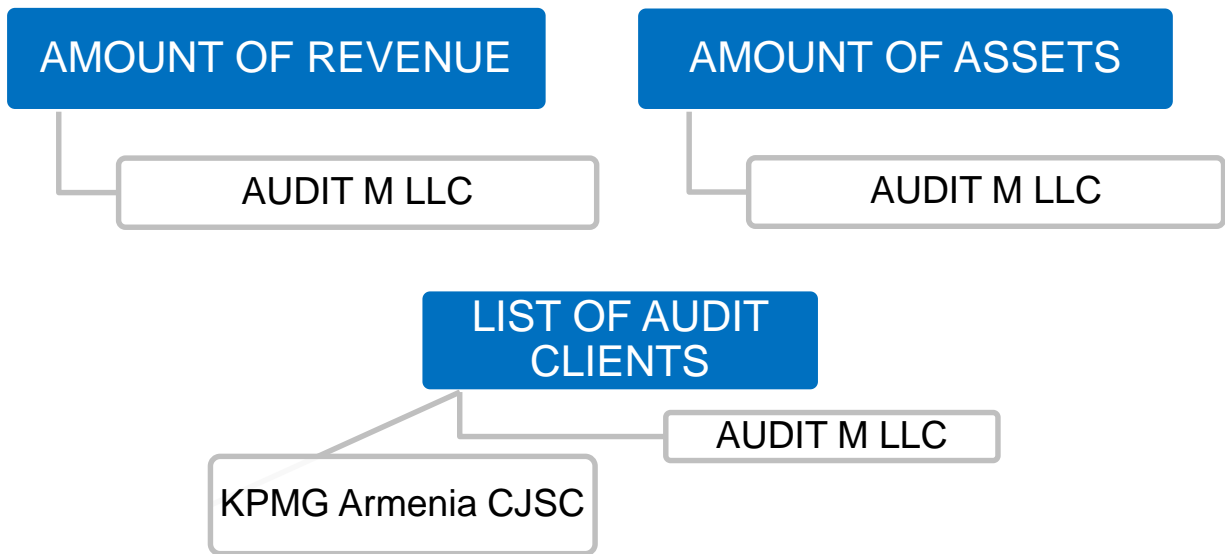 AMOUNT OF REVENUE
AUDIT M LLC
AMOUNT OF ASSETS
AUDIT M LLC
LIST OF AUDIT
CLIENTS
AUDIT M LLC
KPMG Armenia CJSC